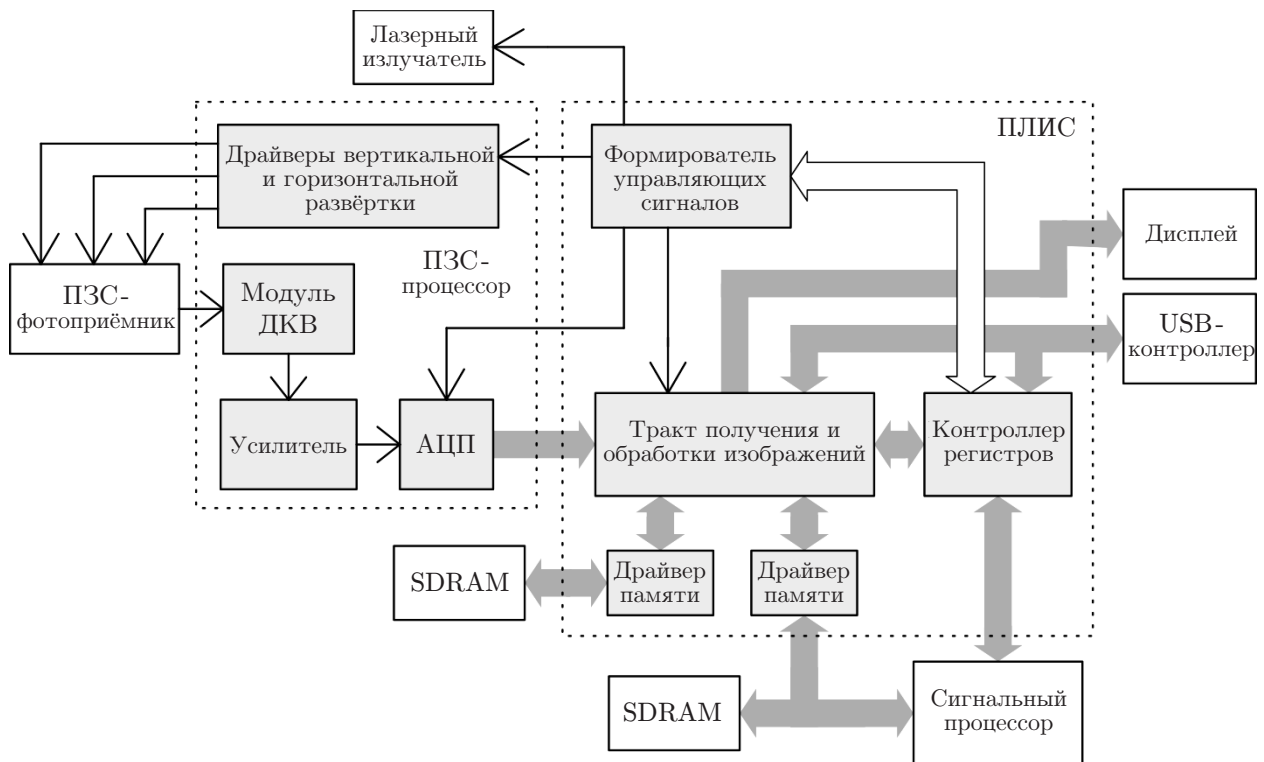 Лазерный
излучатель
ПЛИС
Драйверы вертикальной
и горизонтальной
развёртки
Формирователь
управляющих
сигналов
Дисплей
ПЗС-
процессор
ПЗС-
фотоприёмник
Модуль
ДКВ
USB-
контроллер
Усилитель
АЦП
Тракт получения и
обработки изображений
Контроллер
регистров
SDRAM
Драйвер
памяти
Драйвер
памяти
SDRAM
Сигнальный
процессор